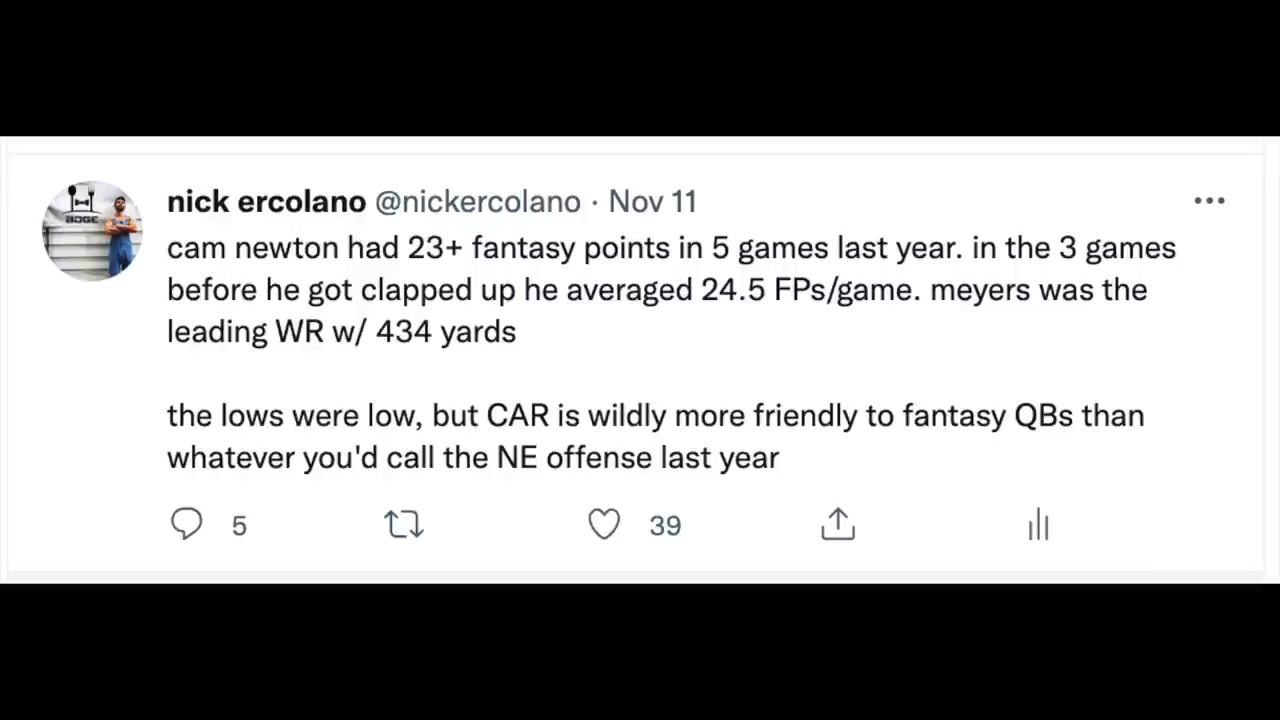 nick ercolano @nickercolano · Nov 11
cam newton had 23+ fantasy points in 5 games last year. in the 3 games
before he got clapped up he averaged 24.5 FPs/game. meyers was the
leading WR w/ 434 yards
the lows were low, but CAR is wildly more friendly to fantasy QBs than
whatever you'd call the NE offense last year
5 39
BDGE